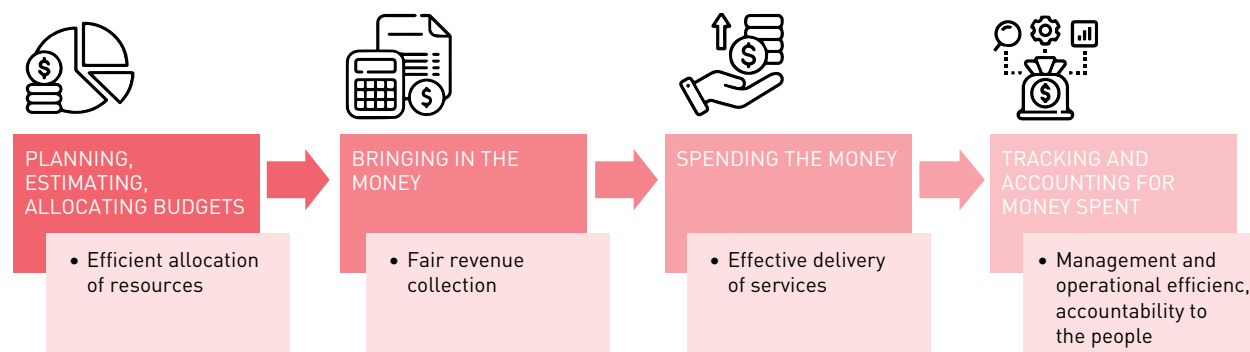 PLANNING,
ESTIMATING,
ALLOCATING BUDGETS
• Efficient allocation
of resources
BRINGING IN THE
MONEY
• Fair revenue
collection
SPENDING THE MONEY
• Effective delivery
of services
TRACKING AND
ACCOUNTING FOR
MONEY SPENT
• Management and
operational efficienc,
accountability to
the people